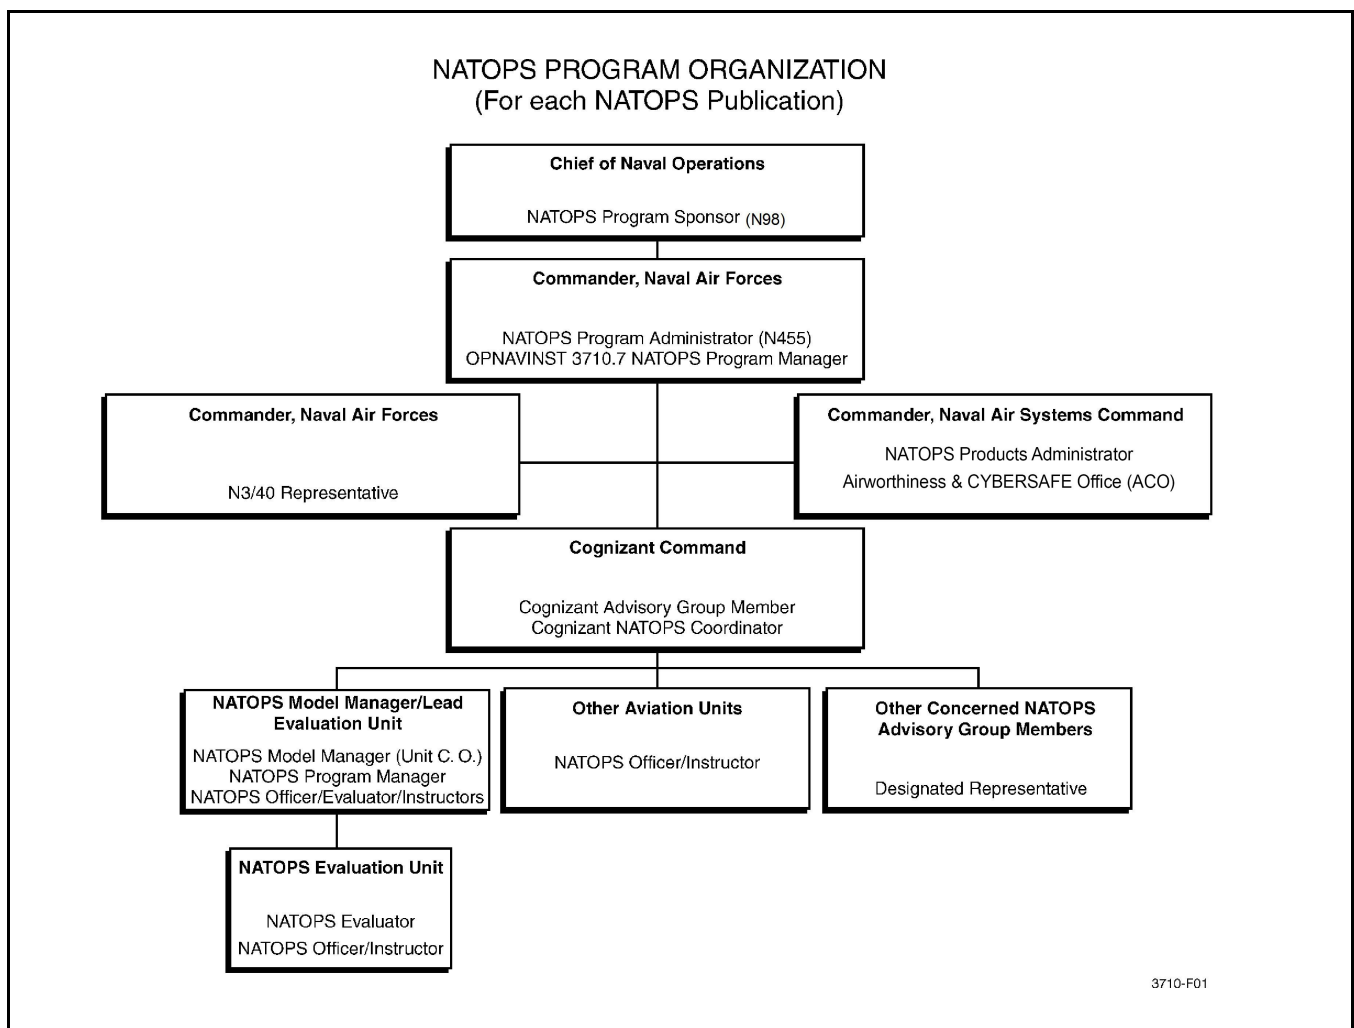 NATOPS PROGRAM ORGANIZATION
(For each NATOPS Publication)
Chief of Naval Operations
NATOPS Program Sponsor (N98)
Commander, Naval Air Forces
NATOPS Program Administrator (N455)
OPNAVINST 3710.7 NATOPS Program Manager
Commander, Naval Air Forces
N3/40 Representative
Commander, Naval Air Systems Command
NATOPS Products Administrator
Airworthiness & CYBERSAFE Office (ACO)
Cognizant Command
Cognizant Advisory Group Member
Cognizant NATOPS Coordinator
NATOPS Model Manager/Lead
Evaluation Unit
NATOPS Model Manager (Unit C. O.)
NATOPS Program Manager
NATOPS Officer/Evaluator/Instructors
Other Aviation Units
NATOPS Officer/Instructor
Other Concerned NATOPS
Advisory Group Members
Designated Representative
NATOPS Evaluation Unit
NATOPS Evaluator
NATOPS Officer/Instructor
3710-F01